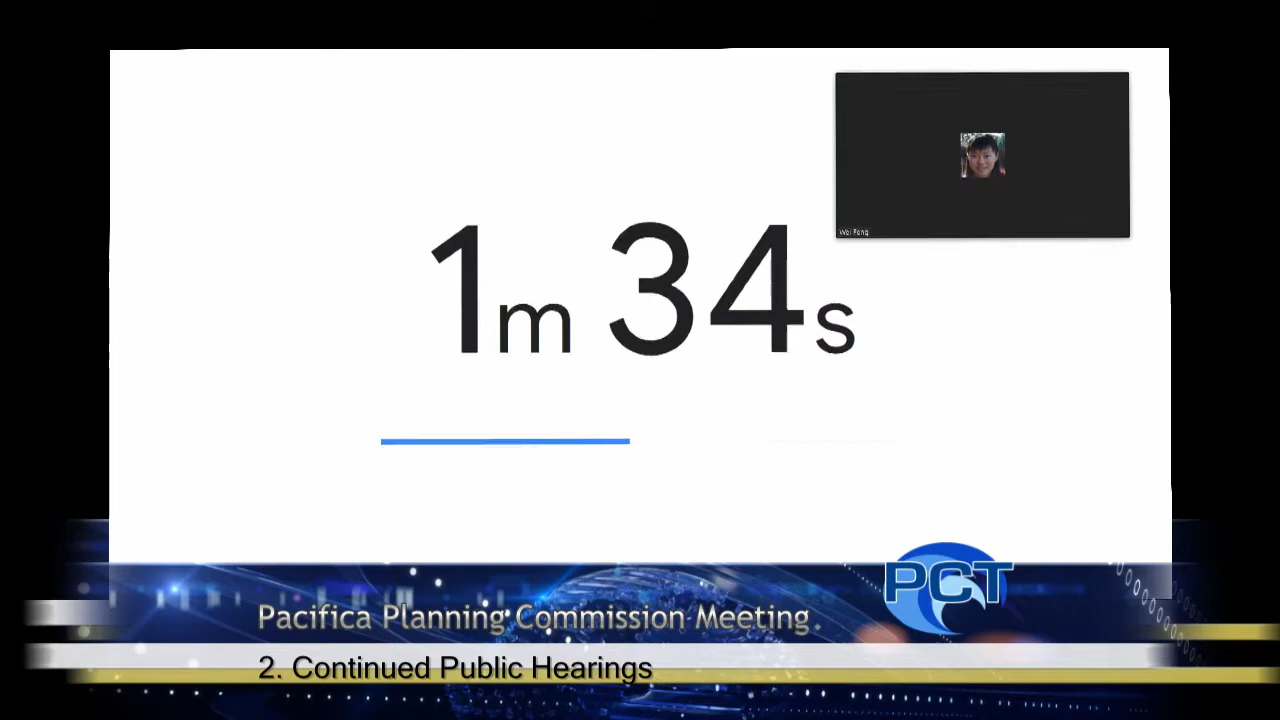 Wei Feng
1m 34s
PCT
Pacifica Planning Commission Meeting
2. Continued Public Hearings